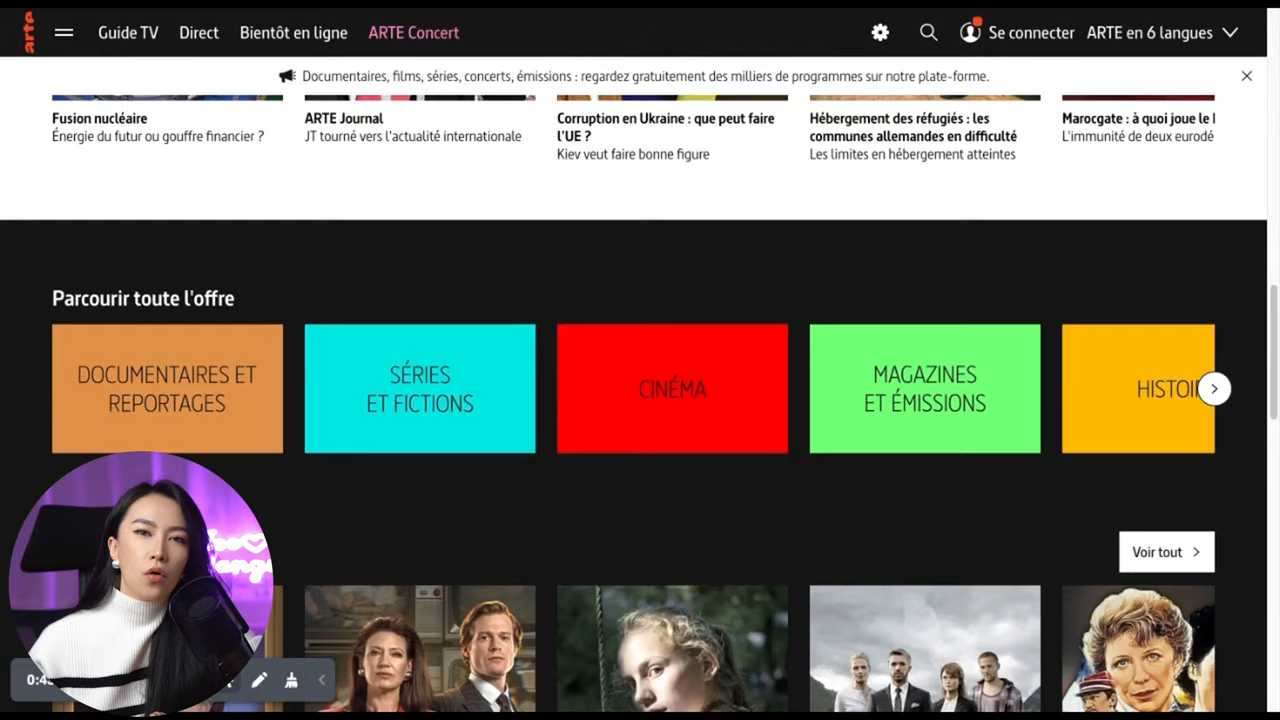 arte
Guide TV
Direct
Bientôt en ligne
ARTE Concert
Se connecter
ARTE en 6 langues
Documentaires, films, séries, concerts, émissions : regardez gratuitement des milliers de programmes sur notre plate-forme.
Fusion nucléaire
Énergie du futur ou gouffre financier ?
ARTE Journal
JT tourné vers l'actualité internationale
Corruption en Ukraine : que peut faire
l'UE ?
Kiev veut faire bonne figure
Hébergement des réfugiés : les
communes allemandes en difficulté
Les limites en hébergement atteintes
Marocgate : à quoi joue le
L'immunité de deux eurodé
Parcourir toute l'offre
DOCUMENTAIRES ET
REPORTAGES
SÉRIES
ET FICTIONS
CINÉMA
MAGAZINES
ET ÉMISSIONS
HISTOI
Voir tout